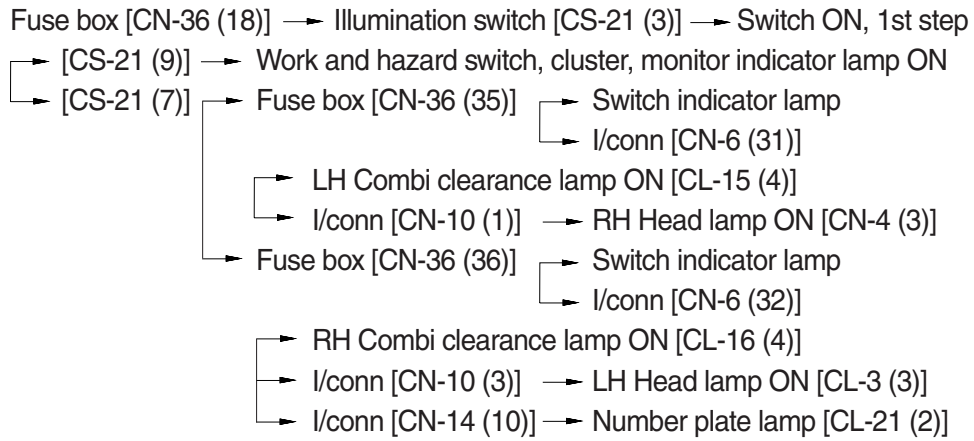 Fuse box [CN-36 (18)] → Illumination switch [CS-21 (3)] → Switch ON, 1st step
→ [CS-21 (9)] → Work and hazard switch, cluster, monitor indicator lamp ON
→ [CS-21 (7)] → Fuse box [CN-36 (35)] → Switch indicator lamp
→ I/conn [CN-6 (31)]
→ LH Combi clearance lamp ON [CL-15 (4)]
→ I/conn [CN-10 (1)] → RH Head lamp ON [CN-4 (3)]
→ Fuse box [CN-36 (36)] → Switch indicator lamp
→ I/conn [CN-6 (32)]
→ RH Combi clearance lamp ON [CL-16 (4)]
→ I/conn [CN-10 (3)] → LH Head lamp ON [CL-3 (3)]
→ I/conn [CN-14 (10)] → Number plate lamp [CL-21 (2)]